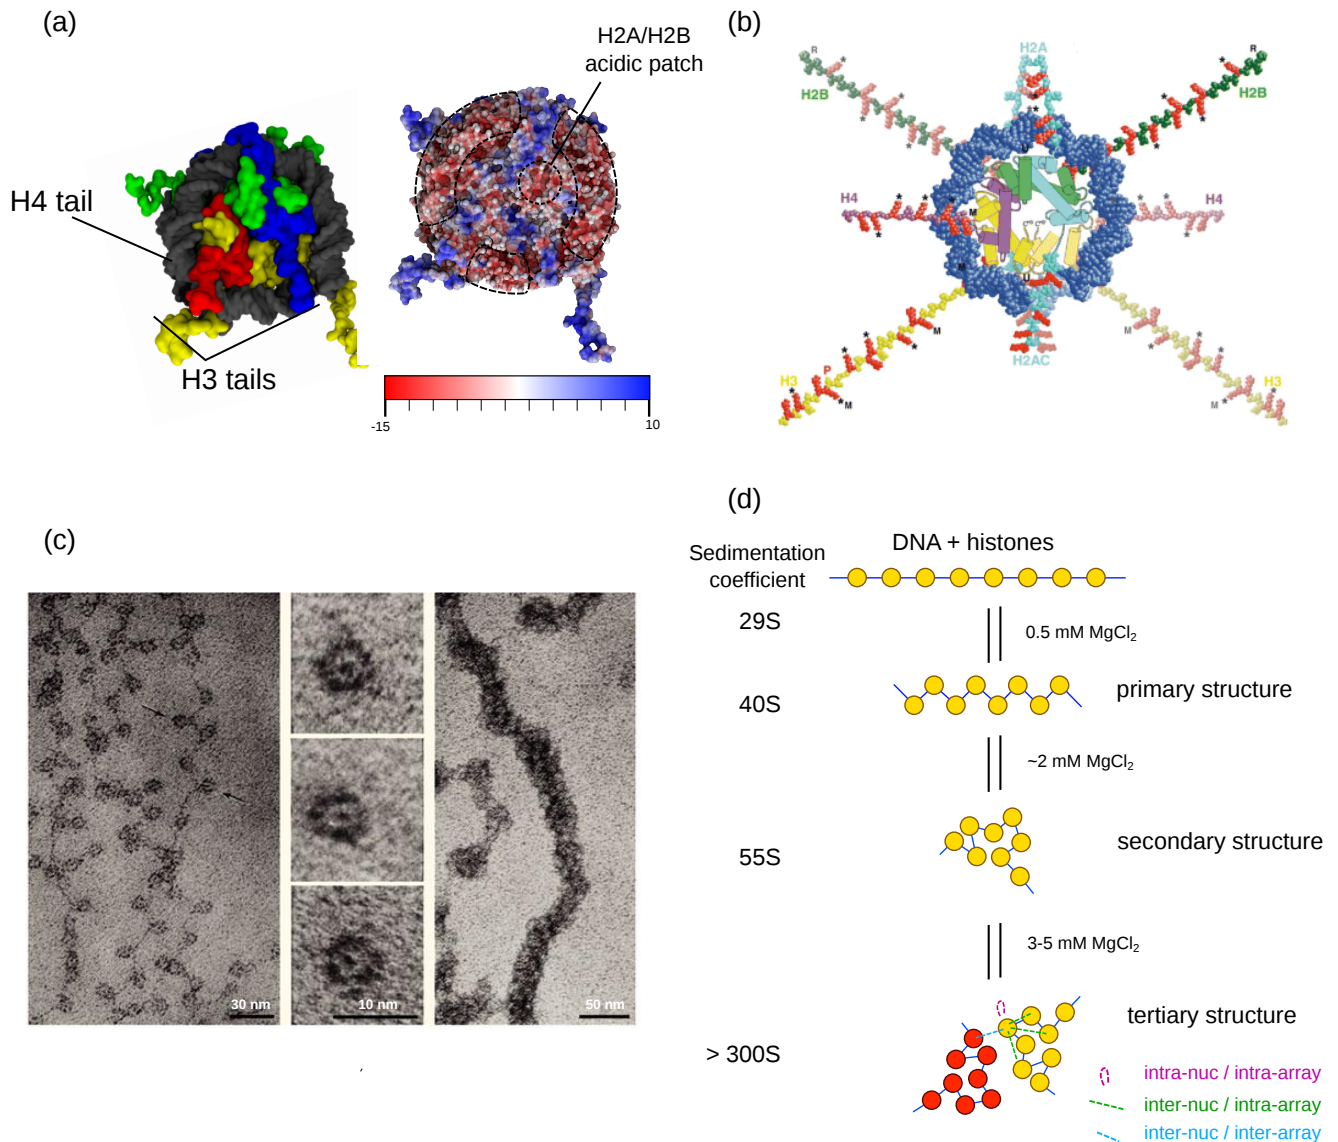 (a)
H2A/H2B
acidic patch
H4 tail
H3 tails
-15
10
(b)
R
H2B
H2A
R
H2B
H4
M
M
U
H4
M
U
M
H2AC
H3
P
M
M
M
H3
(c)
30 nm
10 nm
50 nm
(d)
Sedimentation
coefficient
DNA + histones
29S
0.5 mM MgCl₂
40S
primary structure
~2 mM MgCl₂
55S
secondary structure
3-5 mM MgCl₂
> 300S
tertiary structure
intra-nuc / intra-array
inter-nuc / intra-array
inter-nuc / inter-array